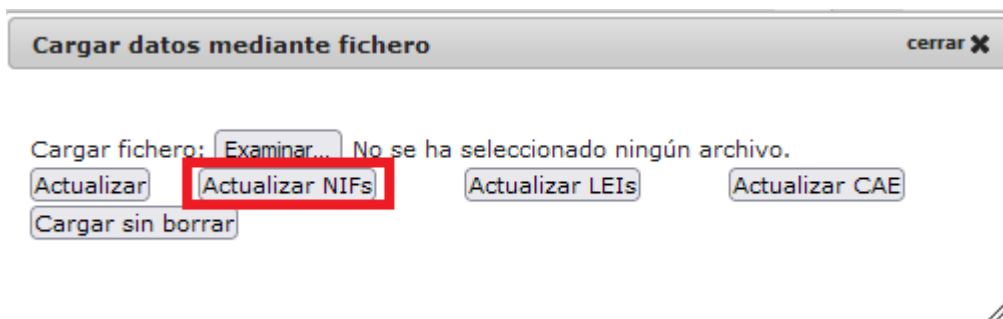 Cargar datos mediante fichero cerrar ✖
Cargar fichero: Examinar... No se ha seleccionado ningún archivo.
Actualizar Actualizar NIFs Actualizar LEIs Actualizar CAE
Cargar sin borrar